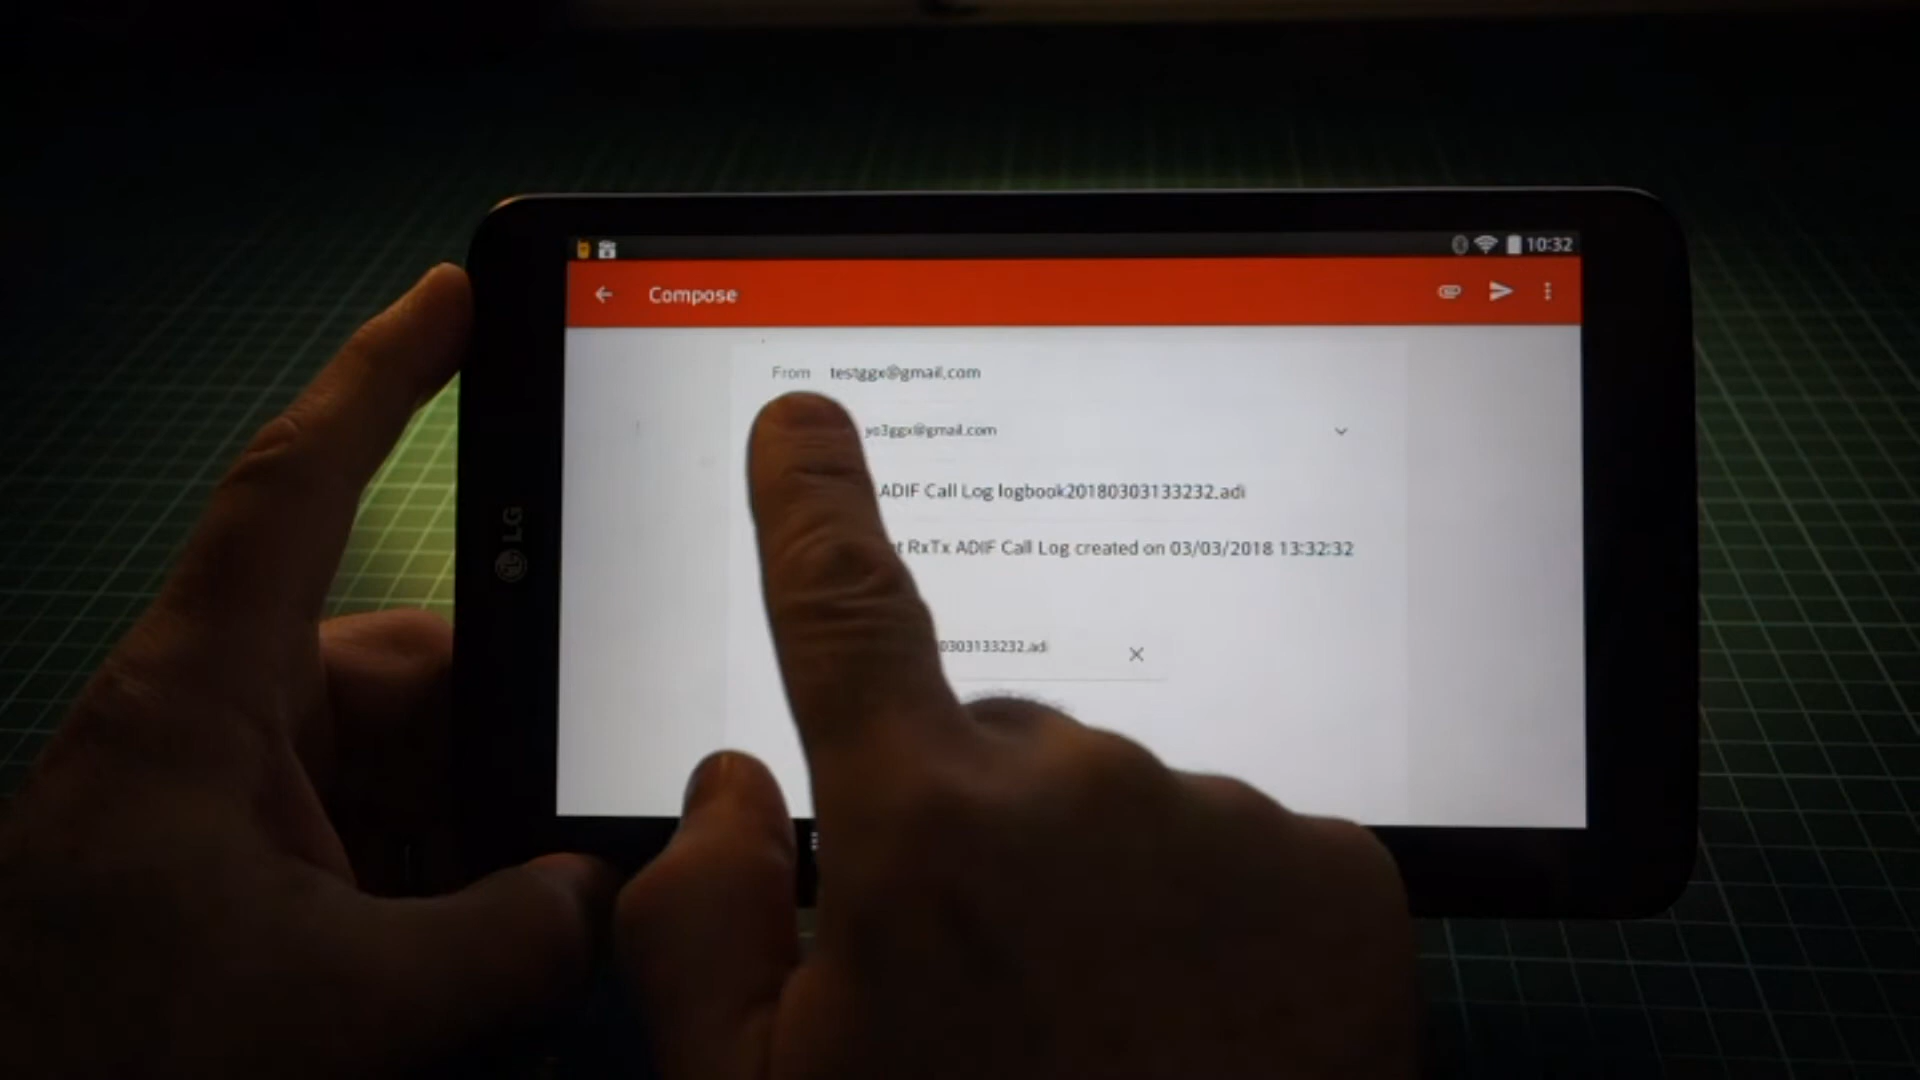 10:32
Compose
From testggx@gmail.com
yo3ggx@gmail.com
ADIF Call Log logbook20180303133232.adi
RxTx ADIF Call Log created on 03/03/2018 13:32:32
0303133232.adi
LG
LG